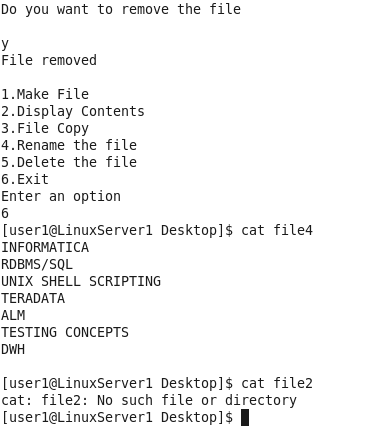 Do you want to remove the file
y
File removed
1.Make File
2.Display Contents
3.File Copy
4.Rename the file
5.Delete the file
6.Exit
Enter an option
6
[user1@LinuxServer1 Desktop]$ cat file4
INFORMATICA
RDBMS/SQL
UNIX SHELL SCRIPTING
TERADATA
ALM
TESTING CONCEPTS
DWH
[user1@LinuxServer1 Desktop]$ cat file2
cat: file2: No such file or directory
[user1@LinuxServer1 Desktop]$